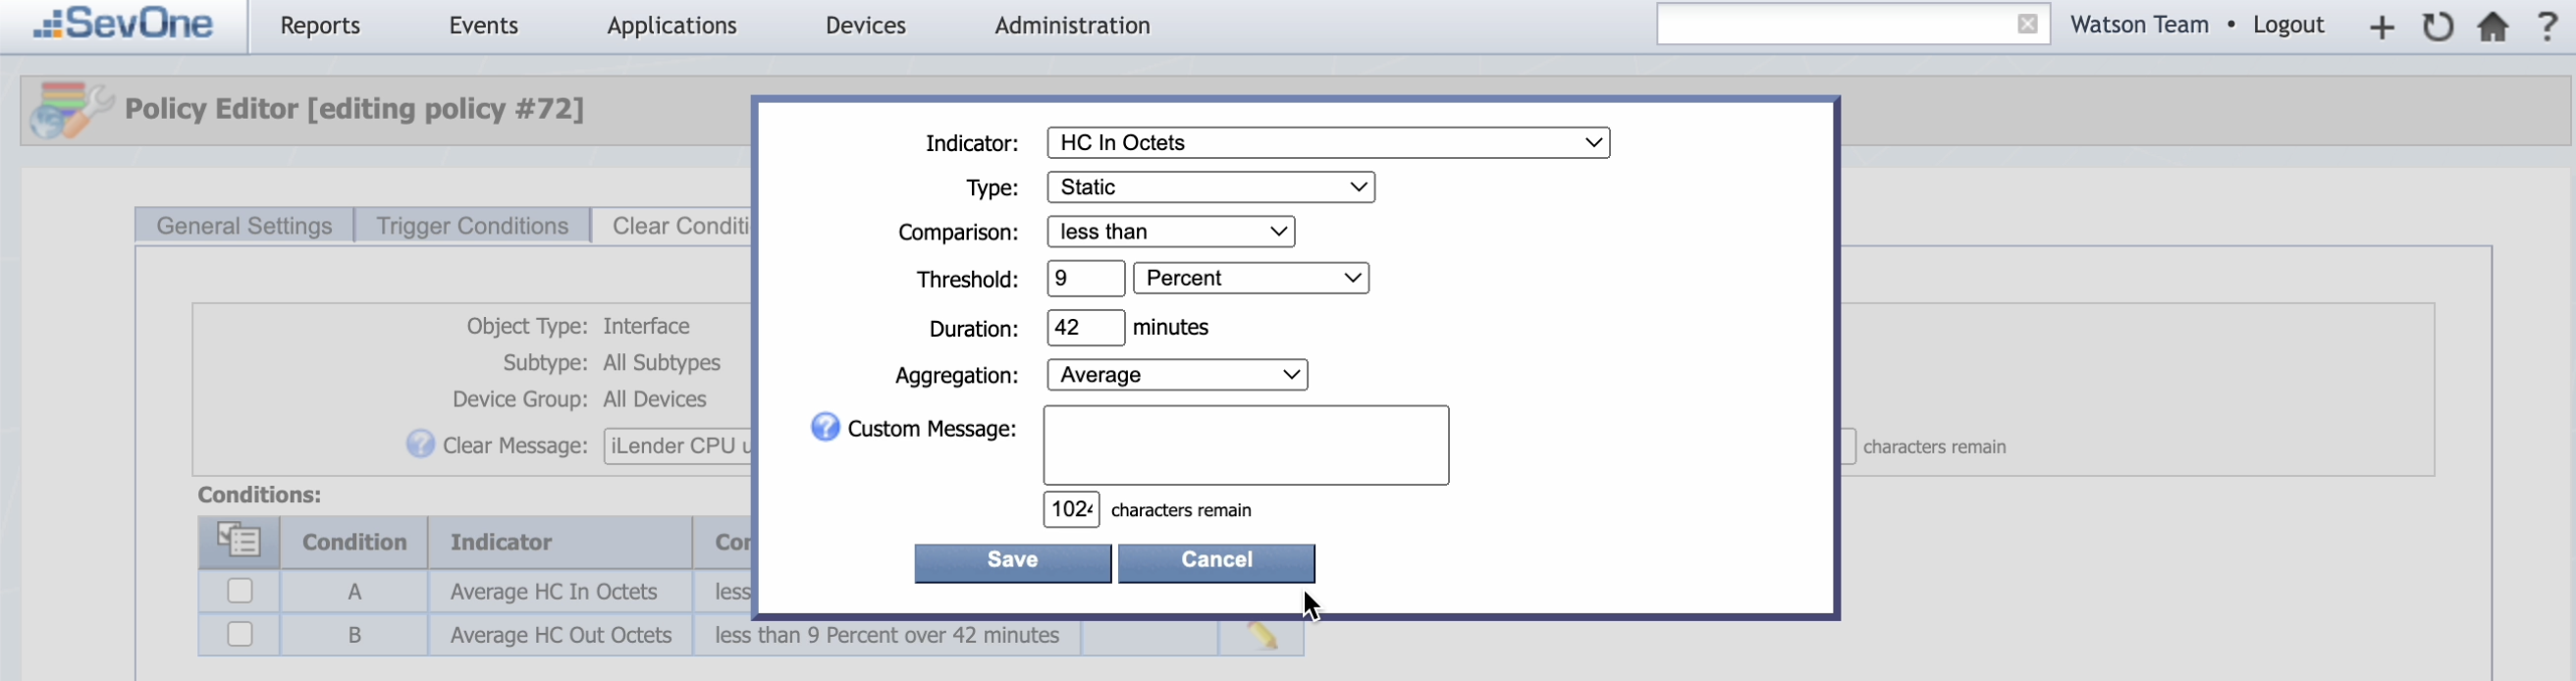 SevOne Reports Events Applications Devices Administration Watson Team • Logout
Policy Editor [editing policy #72]
General Settings Trigger Conditions Clear Conditi
Object Type: Interface
Subtype: All Subtypes
Device Group: All Devices
Clear Message: iLender CPU u
characters remain
Conditions:
Condition Indicator Con
A Average HC In Octets less
B Average HC Out Octets less than 9 Percent over 42 minutes
Indicator: HC In Octets
Type: Static
Comparison: less than
Threshold: 9 Percent
Duration: 42 minutes
Aggregation: Average
? Custom Message:
1024 characters remain
Save Cancel